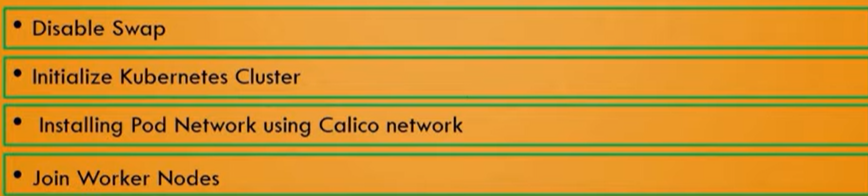 • Disable Swap
• Initialize Kubernetes Cluster
• Installing Pod Network using Calico network
• Join Worker Nodes